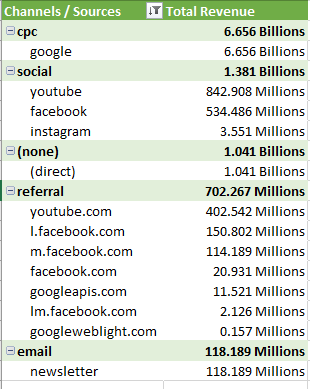 Channels / Sources Total Revenue
cpc 6.656 Billions
google 6.656 Billions
social 1.381 Billions
youtube 842.908 Millions
facebook 534.486 Millions
instagram 3.551 Millions
(none) 1.041 Billions
(direct) 1.041 Billions
referral 702.267 Millions
youtube.com 402.542 Millions
l.facebook.com 150.802 Millions
m.facebook.com 114.189 Millions
facebook.com 20.931 Millions
googleapis.com 11.521 Millions
lm.facebook.com 2.126 Millions
googleweblight.com 0.157 Millions
email 118.189 Millions
newsletter 118.189 Millions